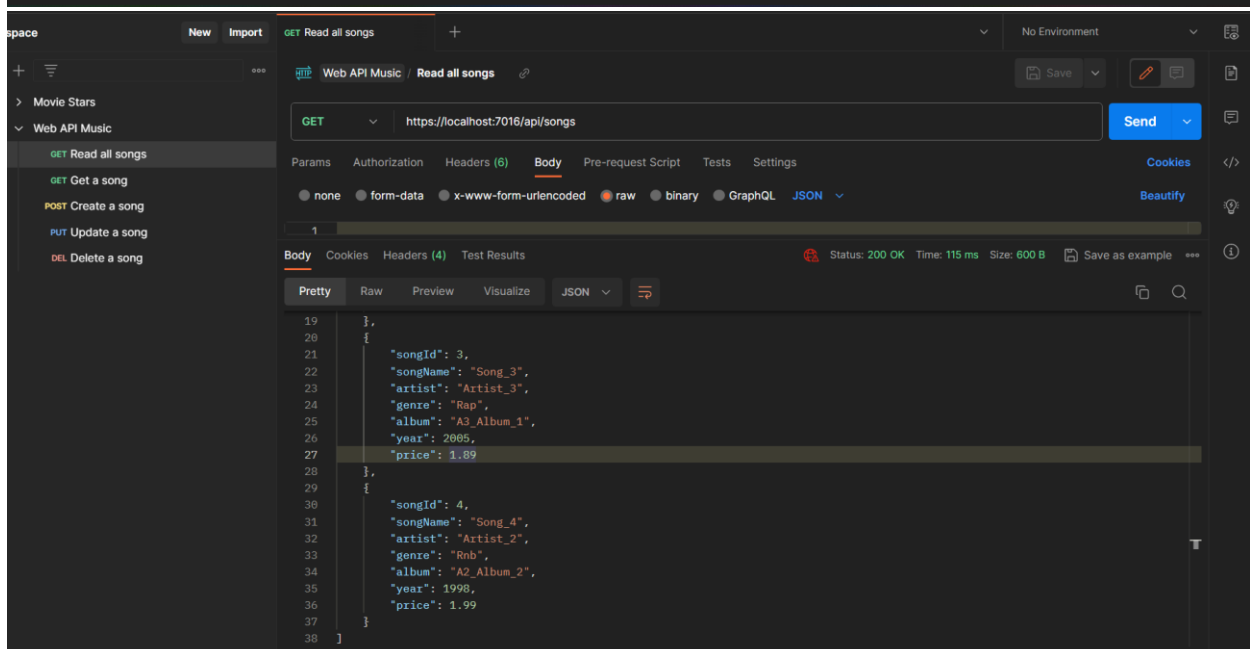 space New Import GET Read all songs + No Environment
+ ooo HTTP Web API Music / Read all songs Save
> Movie Stars
Web API Music GET https://localhost:7016/api/songs Send
GET Read all songs Params Authorization Headers (6) Body Pre-request Script Tests Settings Cookies </>
GET Get a song
none form-data x-www-form-urlencoded raw binary GraphQL JSON Beautify
POST Create a song
PUT Update a song 1
DEL Delete a song Body Cookies Headers (4) Test Results Status: 200 OK Time: 115 ms Size: 600 B Save as example ooo
Pretty Raw Preview Visualize JSON
19 },
20 {
21 "songId": 3,
22 "songName": "Song_3",
23 "artist": "Artist_3",
24 "genre": "Rap",
25 "album": "A3_Album_1",
26 "year": 2005,
27 "price": 1.89
28 },
29 {
30 "songId": 4,
31 "songName": "Song_4",
32 "artist": "Artist_2",
33 "genre": "Rnb",
34 "album": "A2_Album_2",
35 "year": 1998,
36 "price": 1.99
37 }
38 ]